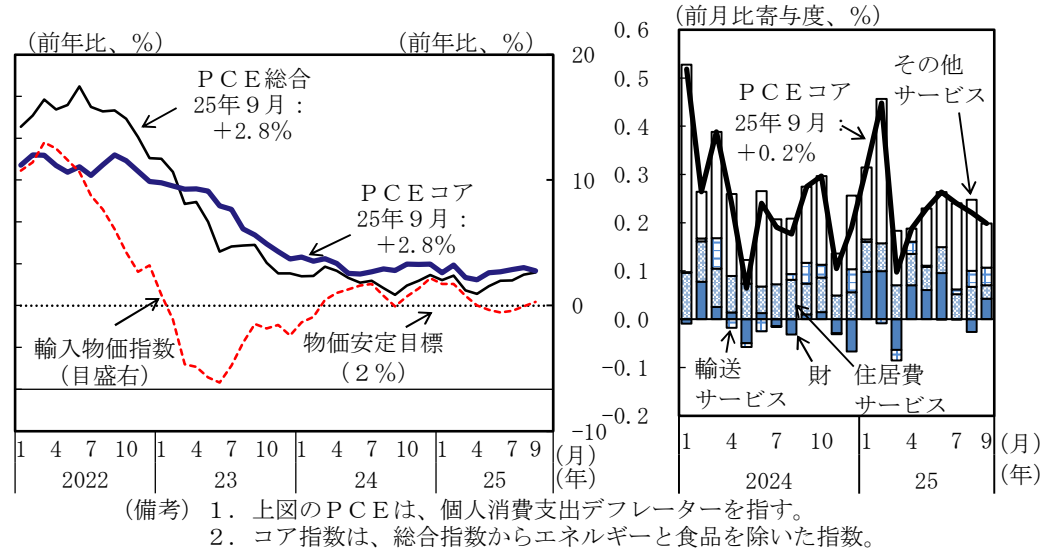 (前年比、%)
(前年比、%)
20
10
0
-10
ＰＣＥ総合
25年９月：
＋2.8%
ＰＣＥコア
25年９月：
＋2.8%
輸入物価指数
(目盛右)
物価安定目標
(２%)
1 4 7 10 1 4 7 10 1 4 7 10 1 4 7 9 (月)
2022 23 24 25 (年)
(前月比寄与度、%)
0.6
0.5
0.4
0.3
0.2
0.1
0.0
-0.1
-0.2
ＰＣＥコア
25年９月：
＋0.2%
その他
サービス
輸送
サービス
財
住居費
サービス
1 4 7 10 1 4 7 9 (月)
2024 25 (年)
(備考) １．上図のＰＣＥは、個人消費支出デフレーターを指す。
２．コア指数は、総合指数からエネルギーと食品を除いた指数。